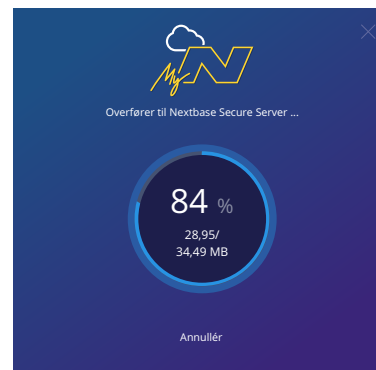 My N
Overfører til Nextbase Secure Server ...
84 %
28,95/
34,49 MB
Annullér